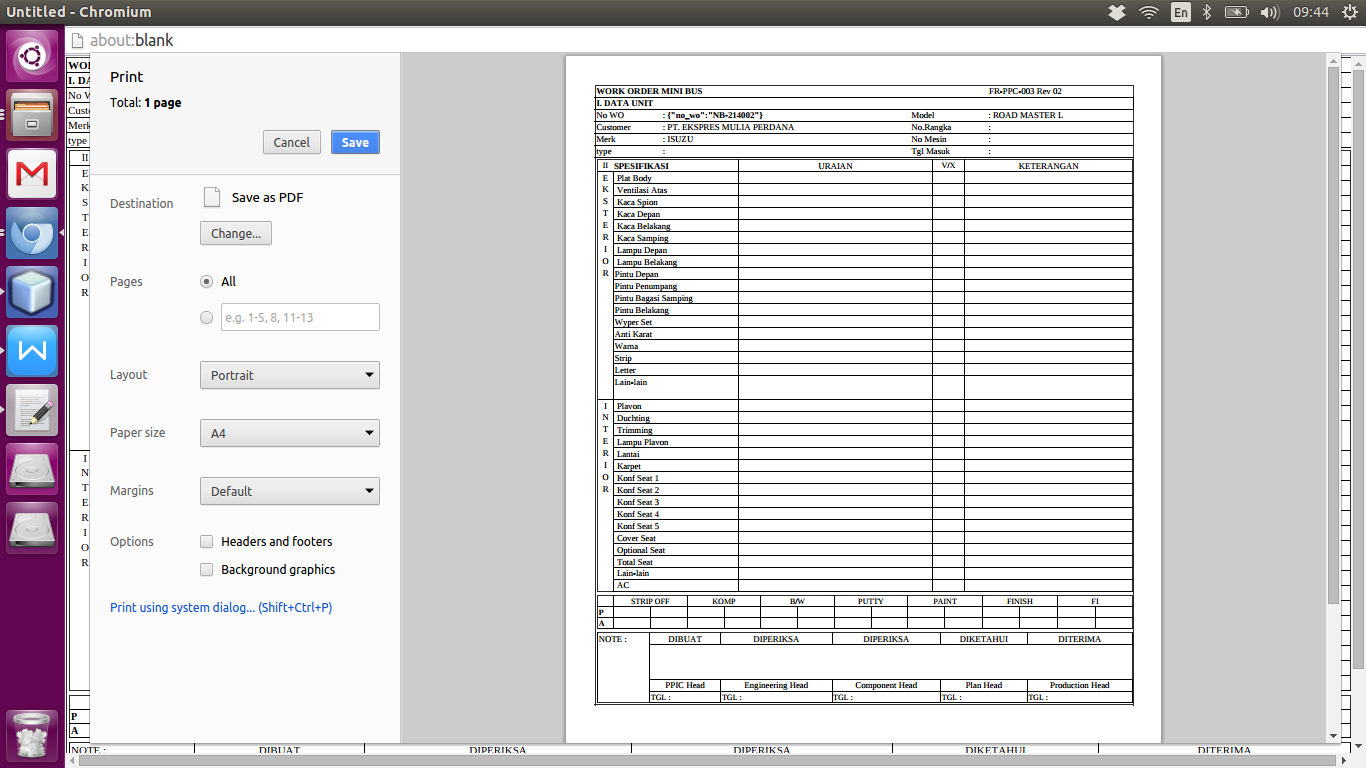 Untitled - Chromium
En
09:44
about:blank
Print
Total: 1 page
Cancel
Save
Destination
Save as PDF
Change...
Pages
All
e.g. 1-5, 8, 11-13
Layout
Portrait
Paper size
A4
Margins
Default
Options
Headers and footers
Background graphics
Print using system dialog... (Shift+Ctrl+P)
WORK ORDER MINI BUS FR-PPC-003 Rev 02
I. DATA UNIT
No WO : {"no_wo":"NB-214002"} Model : ROAD MASTER L
Customer : PT. EKSPRES MULIA PERDANA No.Rangka :
Merk : ISUZU No Mesin :
type : Tgl Masuk :
II SPESIFIKASI URAIAN V/X KETERANGAN
E Plat Body
K Ventilasi Atas
S Kaca Spion
T Kaca Depan
E Kaca Belakang
R Kaca Samping
I Lampu Depan
O Lampu Belakang
R Pintu Depan
Pintu Penumpang
Pintu Bagasi Samping
Pintu Belakang
Wyper Set
Anti Karat
Warna
Strip
Letter
Lain-lain
I Plavon
N Duchting
T Trimming
E Lampu Plavon
R Lantai
I Karpet
O Konf Seat 1
R Konf Seat 2
Konf Seat 3
Konf Seat 4
Konf Seat 5
Cover Seat
Optional Seat
Total Seat
Lain-lain
AC
STRIP OFF KOMP B/W PUTTY PAINT FINISH FI
P
A
NOTE : DIBUAT DIPERIKSA DIPERIKSA DIKETAHUI DITERIMA
PPIC Head Engineering Head Component Head Plan Head Production Head
TGL : TGL : TGL : TGL : TGL :
WO
I. DA
No W
Cust
Merk
type
II
E
K
S
T
E
R
I
O
R
I
N
T
E
R
I
O
R
P
A
NOTE : DIBUAT DIPERIKSA DIPERIKSA DIKETAHUI DITERIMA